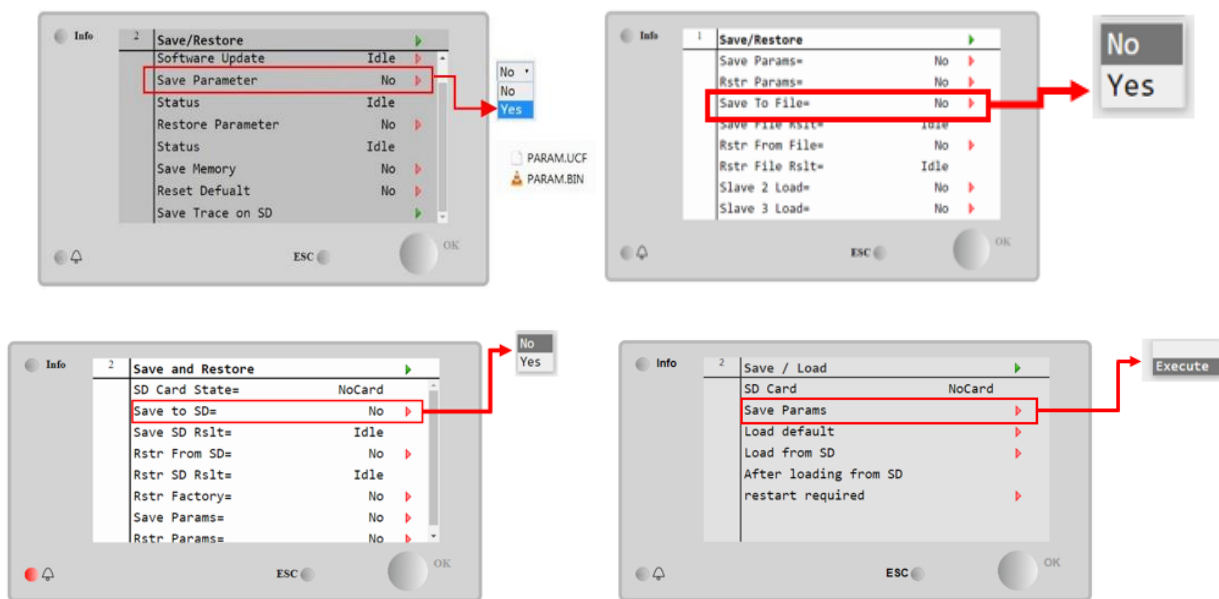 Info
2 Save/Restore
Software Update Idle
Save Parameter No
Status Idle
Restore Parameter No
Status Idle
Save Memory No
Reset Defualt No
Save Trace on SD
ESC
OK
No
No
Yes
PARAM.UCF
PARAM.BIN
Info
1 Save/Restore
Save Params= No
Rstr Params= No
Save To File= No
Save File Rslt= Idle
Rstr From File= No
Rstr File Rslt= Idle
Slave 2 Load= No
Slave 3 Load= No
ESC
OK
No
Yes
Info
2 Save and Restore
SD Card State= NoCard
Save to SD= No
Save SD Rslt= Idle
Rstr From SD= No
Rstr SD Rslt= Idle
Rstr Factory= No
Save Params= No
Rstr Params= No
ESC
OK
No
Yes
Info
2 Save / Load
SD Card NoCard
Save Params
Load default
Load from SD
After loading from SD
restart required
ESC
OK
Execute